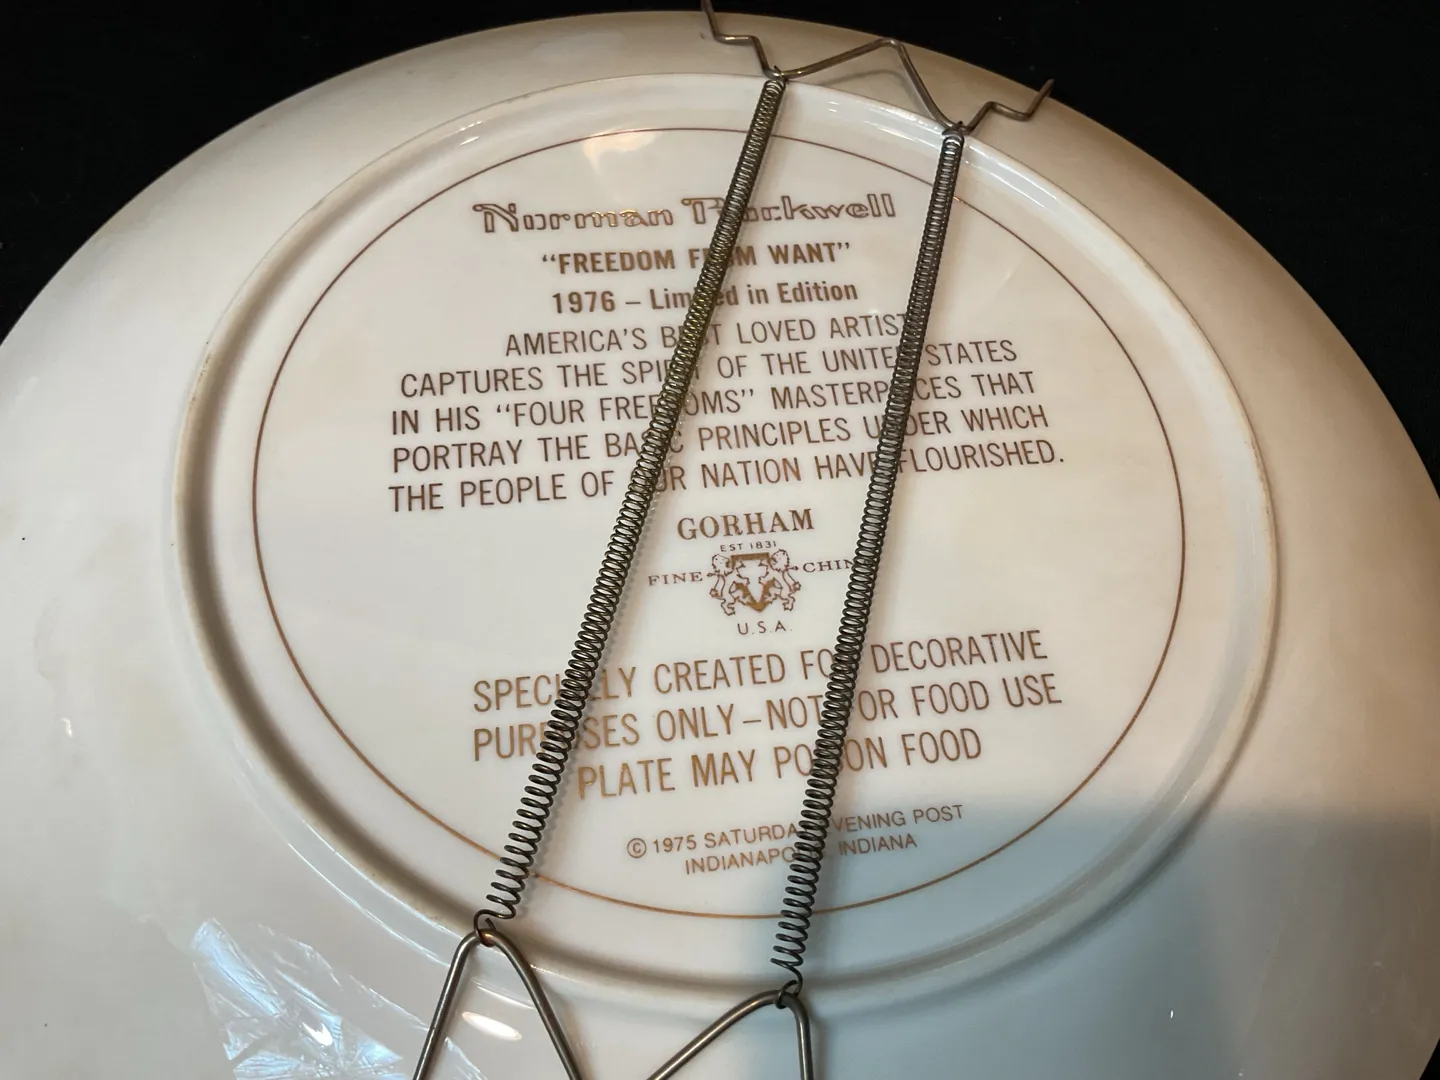 Norman Rockwell
“FREEDOM FROM WANT”
1976 – Limited in Edition
AMERICA'S BEST LOVED ARTIST
CAPTURES THE SPIRIT OF THE UNITED STATES
IN HIS “FOUR FREEDOMS” MASTERPIECES THAT
PORTRAY THE BASIC PRINCIPLES UNDER WHICH
THE PEOPLE OF OUR NATION HAVE FLOURISHED.
GORHAM
EST 1831
FINE CHINA
U.S.A.
SPECIALLY CREATED FOR DECORATIVE
PURPOSES ONLY – NOT FOR FOOD USE
PLATE MAY POISON FOOD
© 1975 SATURDAY EVENING POST
INDIANAPOLIS INDIANA